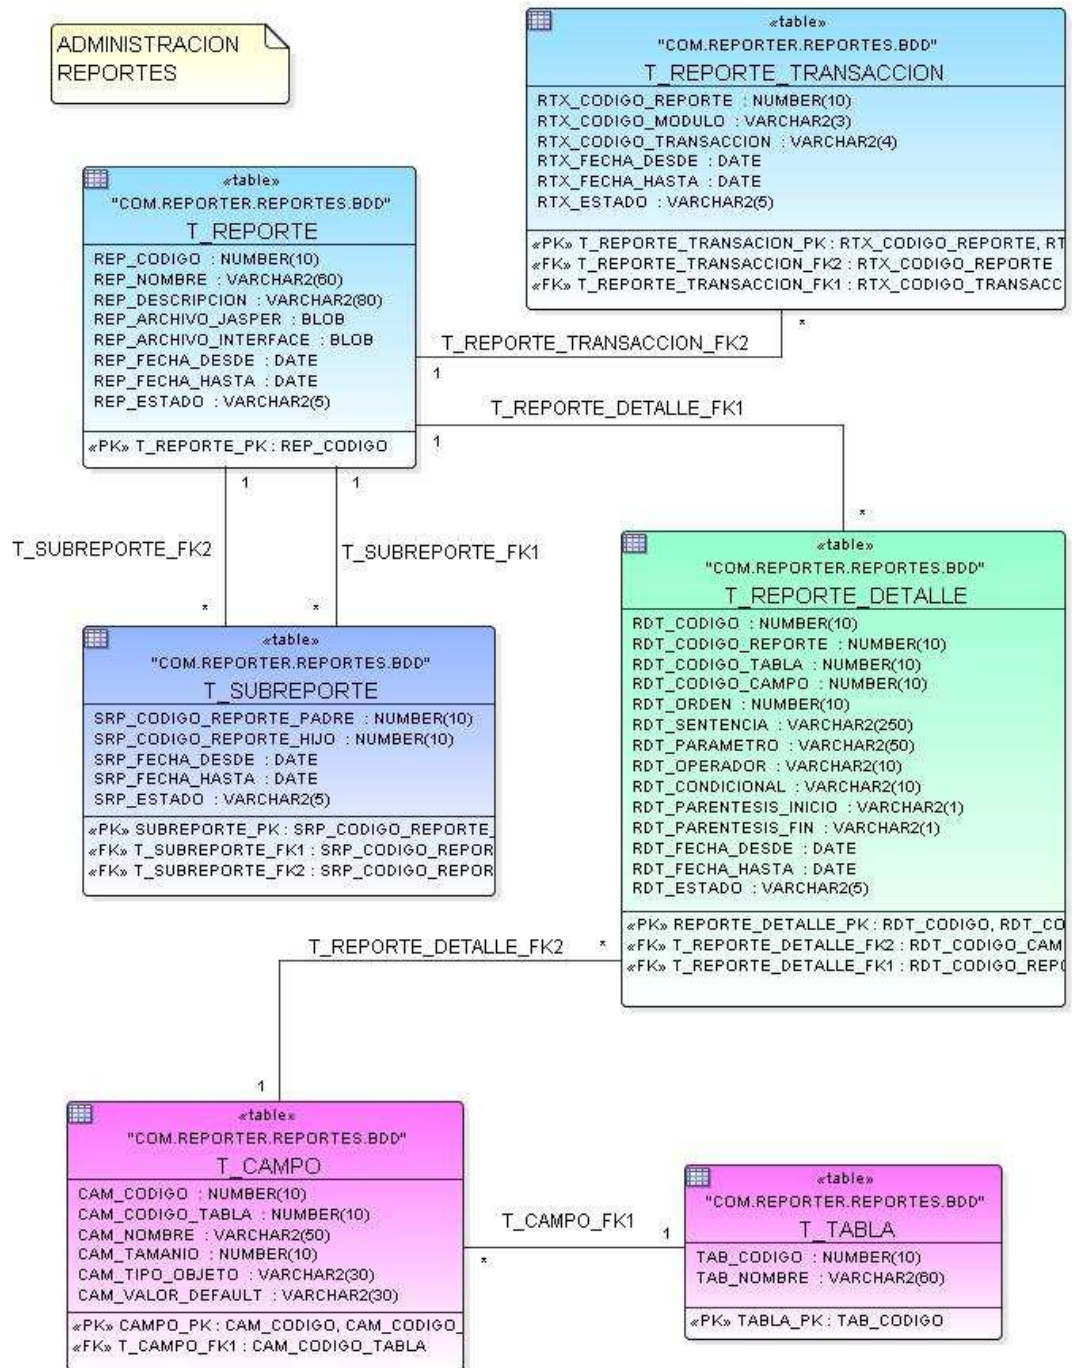 ADMINISTRACION
REPORTES
«table»
"COM.REPORTER.REPORTES.BDD"
T_REPORTE_TRANSACCION
RTX_CODIGO_REPORTE : NUMBER(10)
RTX_CODIGO_MODULO : VARCHAR2(3)
RTX_CODIGO_TRANSACCION : VARCHAR2(4)
RTX_FECHA_DESDE : DATE
RTX_FECHA_HASTA : DATE
RTX_ESTADO : VARCHAR2(5)
«PK» T_REPORTE_TRANSACION_PK : RTX_CODIGO_REPORTE, RT
«FK» T_REPORTE_TRANSACCION_FK2 : RTX_CODIGO_REPORTE
«FK» T_REPORTE_TRANSACCION_FK1 : RTX_CODIGO_TRANSACC
«table»
"COM.REPORTER.REPORTES.BDD"
T_REPORTE
REP_CODIGO : NUMBER(10)
REP_NOMBRE : VARCHAR2(60)
REP_DESCRIPCION : VARCHAR2(80)
REP_ARCHIVO_JASPER : BLOB
REP_ARCHIVO_INTERFACE : BLOB
REP_FECHA_DESDE : DATE
REP_FECHA_HASTA : DATE
REP_ESTADO : VARCHAR2(5)
«PK» T_REPORTE_PK : REP_CODIGO
*
T_REPORTE_TRANSACCION_FK2
1
T_REPORTE_DETALLE_FK1
1
*
1
1
T_SUBREPORTE_FK2
T_SUBREPORTE_FK1
*
*
«table»
"COM.REPORTER.REPORTES.BDD"
T_SUBREPORTE
SRP_CODIGO_REPORTE_PADRE : NUMBER(10)
SRP_CODIGO_REPORTE_HIJO : NUMBER(10)
SRP_FECHA_DESDE : DATE
SRP_FECHA_HASTA : DATE
SRP_ESTADO : VARCHAR2(5)
«PK» SUBREPORTE_PK : SRP_CODIGO_REPORTE_
«FK» T_SUBREPORTE_FK1 : SRP_CODIGO_REPOR
«FK» T_SUBREPORTE_FK2 : SRP_CODIGO_REPOR
«table»
"COM.REPORTER.REPORTES.BDD"
T_REPORTE_DETALLE
RDT_CODIGO : NUMBER(10)
RDT_CODIGO_REPORTE : NUMBER(10)
RDT_CODIGO_TABLA : NUMBER(10)
RDT_CODIGO_CAMPO : NUMBER(10)
RDT_ORDEN : NUMBER(10)
RDT_SENTENCIA : VARCHAR2(250)
RDT_PARAMETRO : VARCHAR2(50)
RDT_OPERADOR : VARCHAR2(10)
RDT_CONDICIONAL : VARCHAR2(10)
RDT_PARENTESIS_INICIO : VARCHAR2(1)
RDT_PARENTESIS_FIN : VARCHAR2(1)
RDT_FECHA_DESDE : DATE
RDT_FECHA_HASTA : DATE
RDT_ESTADO : VARCHAR2(5)
«PK» REPORTE_DETALLE_PK : RDT_CODIGO, RDT_CO
«FK» T_REPORTE_DETALLE_FK2 : RDT_CODIGO_CAM
«FK» T_REPORTE_DETALLE_FK1 : RDT_CODIGO_REPO
T_REPORTE_DETALLE_FK2
*
1
«table»
"COM.REPORTER.REPORTES.BDD"
T_CAMPO
CAM_CODIGO : NUMBER(10)
CAM_CODIGO_TABLA : NUMBER(10)
CAM_NOMBRE : VARCHAR2(50)
CAM_TAMANIO : NUMBER(10)
CAM_TIPO_OBJETO : VARCHAR2(30)
CAM_VALOR_DEFAULT : VARCHAR2(30)
«PK» CAMPO_PK : CAM_CODIGO, CAM_CODIGO_
«FK» T_CAMPO_FK1 : CAM_CODIGO_TABLA
T_CAMPO_FK1
1
*
«table»
"COM.REPORTER.REPORTES.BDD"
T_TABLA
TAB_CODIGO : NUMBER(10)
TAB_NOMBRE : VARCHAR2(60)
«PK» TABLA_PK : TAB_CODIGO